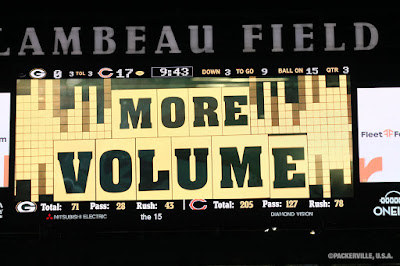 LAMBEAU FIELD
G 0 3 TOL 3 C 17 9:43 DOWN 3 TO GO 9 BALL ON 15 QTR 3
MORE
VOLUME
Fleet
G Total: 71 Pass: 28 Rush: 43 C Total: 205 Pass: 127 Rush: 78
MITSUBISHI ELECTRIC the 15 DIAMOND VISION
©PACKERVILLE, U.S.A.